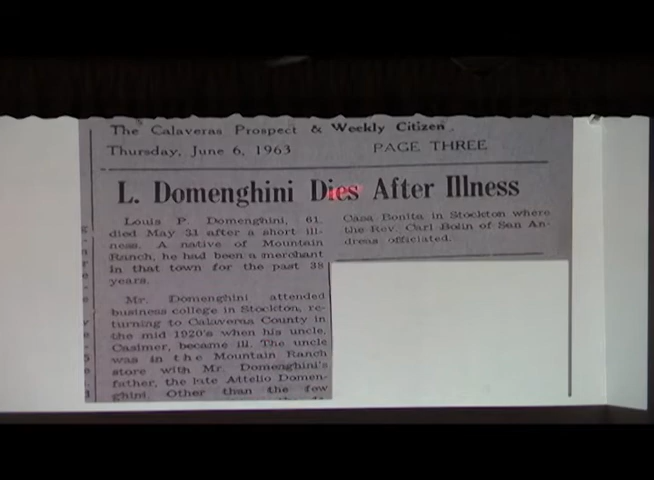 The Calaveras Prospect & Weekly Citizen
Thursday, June 6, 1963 PAGE THREE
L. Domenghini Dies After Illness
Louis P. Domenghini, 61,
died May 31 after a short ill-
ness. A native of Mountain
Ranch, he had been a merchant
in that town for the past 38
years.
Mr. Domenghini attended
business college in Stockton, re-
turning to Calaveras County in
the mid 1920's when his uncle,
Casimer, became ill. The uncle
was in the Mountain Ranch
store with Mr. Domenghini's
father, the late Attelio Domen-
ghini. Other than the few
Casa Bonita in Stockton where
the Rev. Carl Bolin of San An-
dreas officiated.